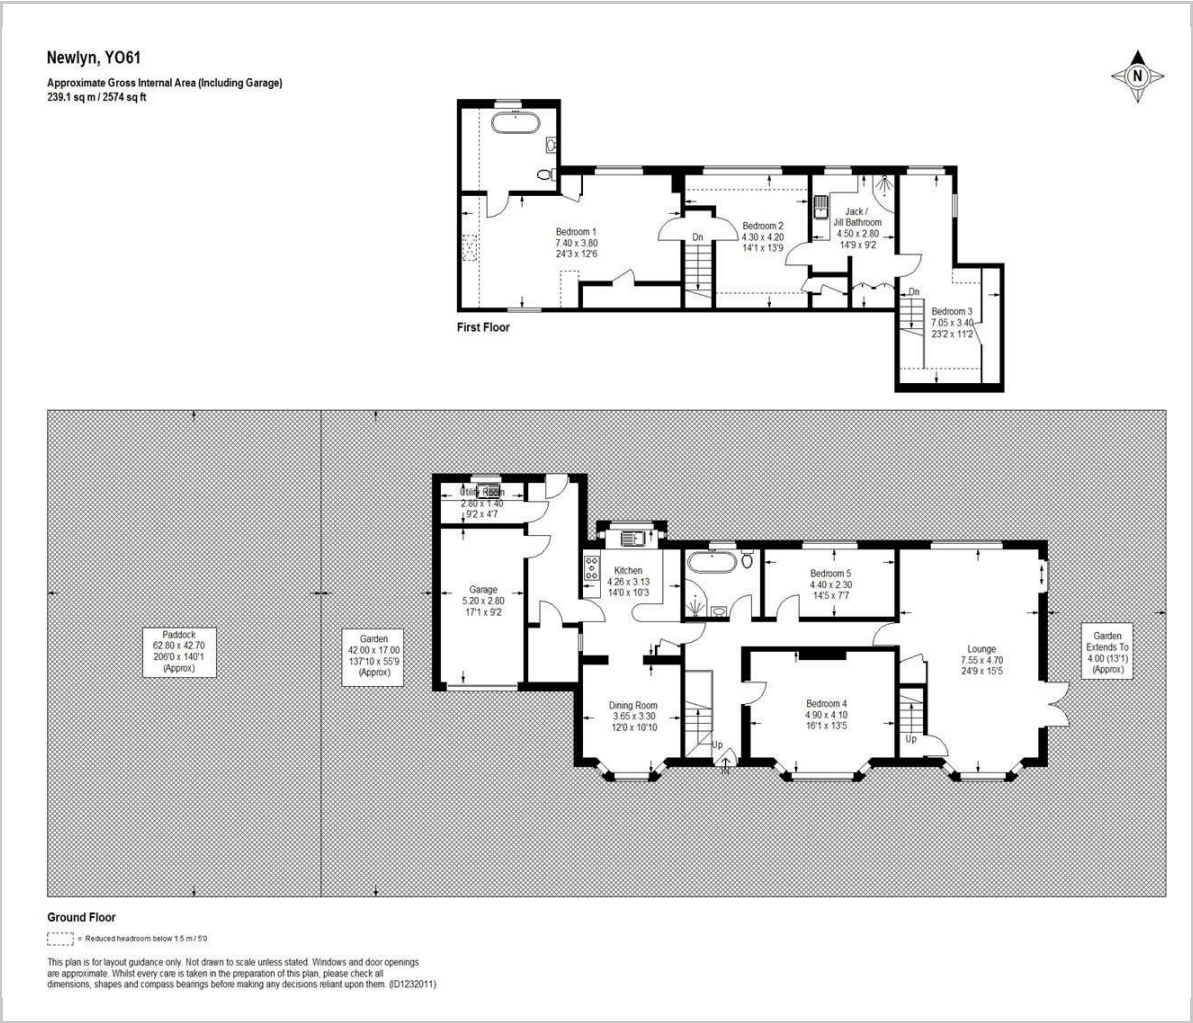 Newlyn, YO61
Approximate Gross Internal Area (Including Garage)
239.1 sq m / 2574 sq ft
N
Bedroom 1
7.40 x 3.80
24'3 x 12'6
Dn
Bedroom 2
4.30 x 4.20
14'1 x 13'9
Jack /
Jill Bathroom
4.50 x 2.80
14'9 x 9'2
Dn
Bedroom 3
7.05 x 3.40
23'2 x 11'2
First Floor
Utility Room
2.80 x 1.40
9'2 x 4'7
Garage
5.20 x 2.80
17'1 x 9'2
Kitchen
4.26 x 3.13
14'0 x 10'3
Bedroom 5
4.40 x 2.30
14'5 x 7'7
Paddock
62.80 x 42.70
206'0 x 140'1
(Approx)
Garden
42.00 x 17.00
137'10 x 55'9
(Approx)
Lounge
7.55 x 4.70
24'9 x 15'5
Garden
Extends To
4.00 (13'1)
(Approx)
Dining Room
3.65 x 3.30
12'0 x 10'10
Bedroom 4
4.90 x 4.10
16'1 x 13'5
Up
Up
IN
Ground Floor
= Reduced headroom below 1.5 m / 5'0
This plan is for layout guidance only. Not drawn to scale unless stated. Windows and door openings
are approximate. Whilst every care is taken in the preparation of this plan, please check all
dimensions, shapes and compass bearings before making any decisions reliant upon them. (ID1232011)